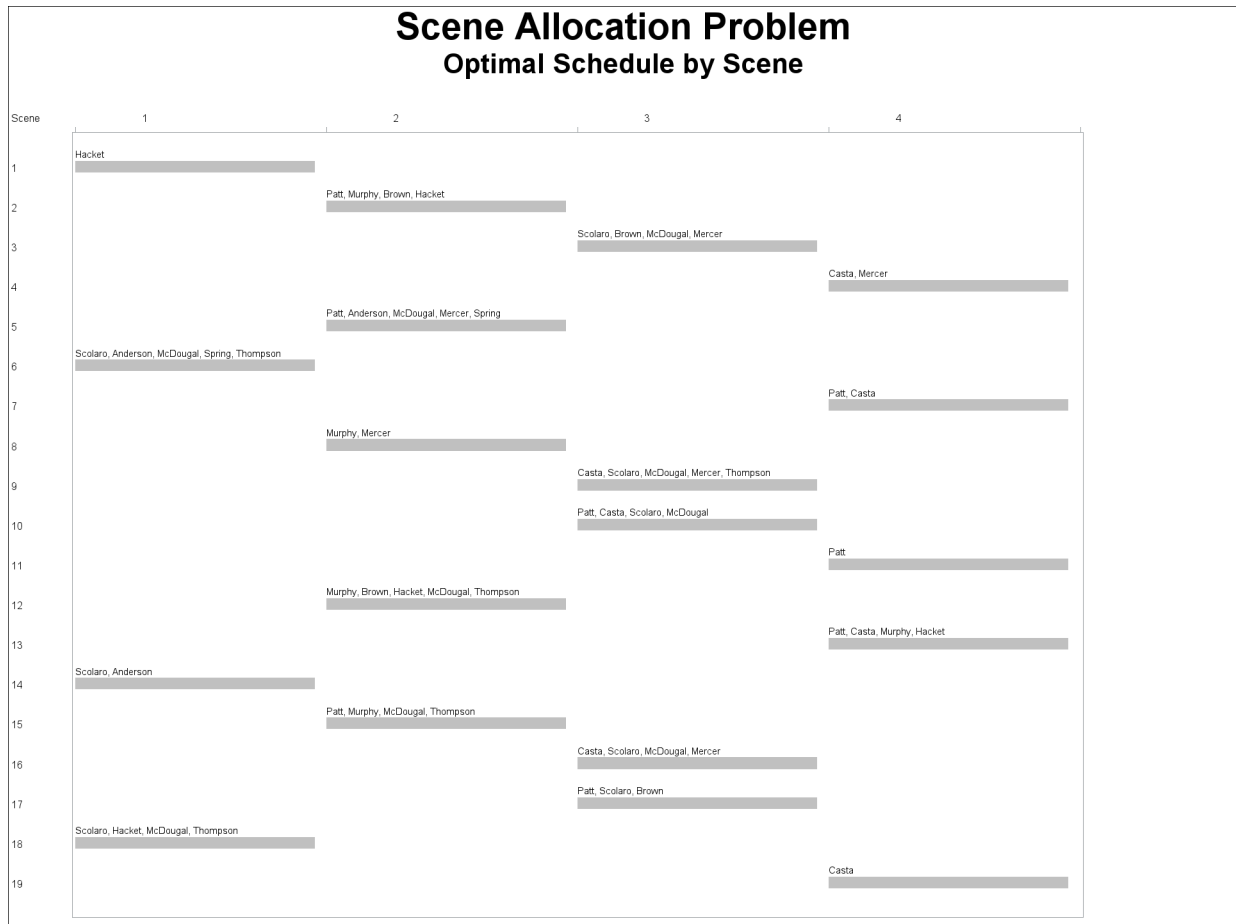 Scene Allocation Problem
Optimal Schedule by Scene
Scene 1 2 3 4
Hacket
1
Patt, Murphy, Brown, Hacket
2
Scolaro, Brown, McDougal, Mercer
3
Casta, Mercer
4
Patt, Anderson, McDougal, Mercer, Spring
5
Scolaro, Anderson, McDougal, Spring, Thompson
6
Patt, Casta
7
Murphy, Mercer
8
Casta, Scolaro, McDougal, Mercer, Thompson
9
Patt, Casta, Scolaro, McDougal
10
Patt
11
Murphy, Brown, Hacket, McDougal, Thompson
12
Patt, Casta, Murphy, Hacket
13
Scolaro, Anderson
14
Patt, Murphy, McDougal, Thompson
15
Casta, Scolaro, McDougal, Mercer
16
Patt, Scolaro, Brown
17
Scolaro, Hacket, McDougal, Thompson
18
Casta
19